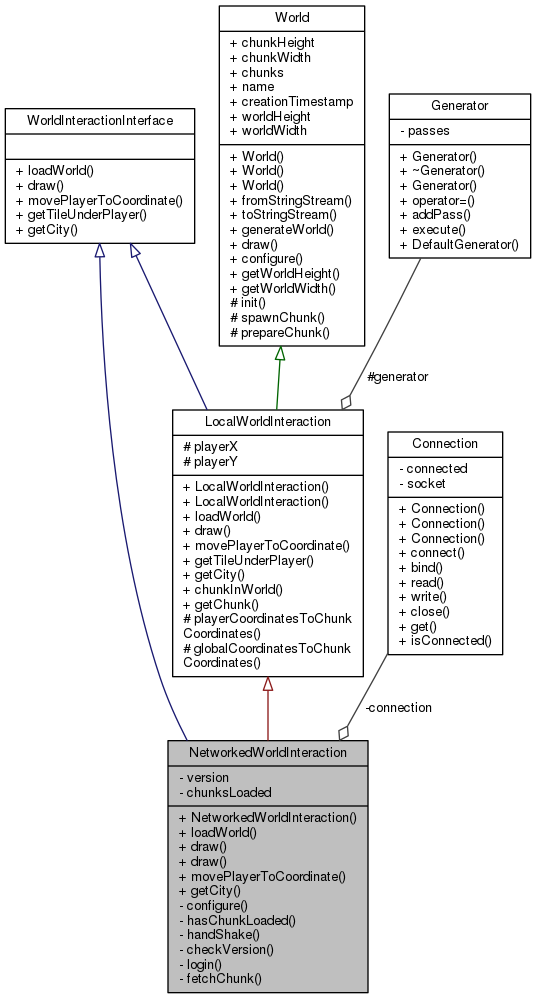 World
+ chunkHeight
+ chunkWidth
+ chunks
+ name
+ creationTimestamp
+ worldHeight
+ worldWidth
+ World()
+ World()
+ World()
+ fromStringStream()
+ toStringStream()
+ generateWorld()
+ draw()
+ configure()
+ getWorldHeight()
+ getWorldWidth()
# init()
# spawnChunk()
# prepareChunk()
WorldInteractionInterface
+ loadWorld()
+ draw()
+ movePlayerToCoordinate()
+ getTileUnderPlayer()
+ getCity()
Generator
- passes
+ Generator()
+ ~Generator()
+ Generator()
+ operator=()
+ addPass()
+ execute()
+ DefaultGenerator()
#generator
LocalWorldInteraction
# playerX
# playerY
+ LocalWorldInteraction()
+ LocalWorldInteraction()
+ loadWorld()
+ draw()
+ movePlayerToCoordinate()
+ getTileUnderPlayer()
+ getCity()
+ chunkInWorld()
+ getChunk()
# playerCoordinatesToChunk
Coordinates()
# globalCoordinatesToChunk
Coordinates()
Connection
- connected
- socket
+ Connection()
+ Connection()
+ Connection()
+ connect()
+ bind()
+ read()
+ write()
+ close()
+ get()
+ isConnected()
-connection
NetworkedWorldInteraction
- version
- chunksLoaded
+ NetworkedWorldInteraction()
+ loadWorld()
+ draw()
+ draw()
+ movePlayerToCoordinate()
+ getCity()
- configure()
- hasChunkLoaded()
- handShake()
- checkVersion()
- login()
- fetchChunk()